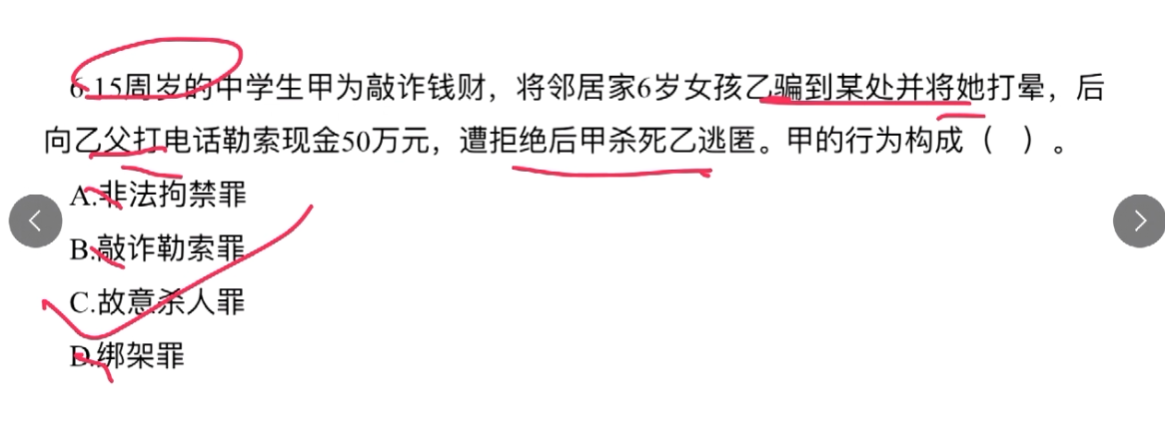 6.15周岁的中学生甲为敲诈钱财，将邻居家6岁女孩乙骗到某处并将她打晕，后
向乙父打电话勒索现金50万元，遭拒绝后甲杀死乙逃匿。甲的行为构成（ ）。
A.非法拘禁罪
B.敲诈勒索罪
C.故意杀人罪
D.绑架罪